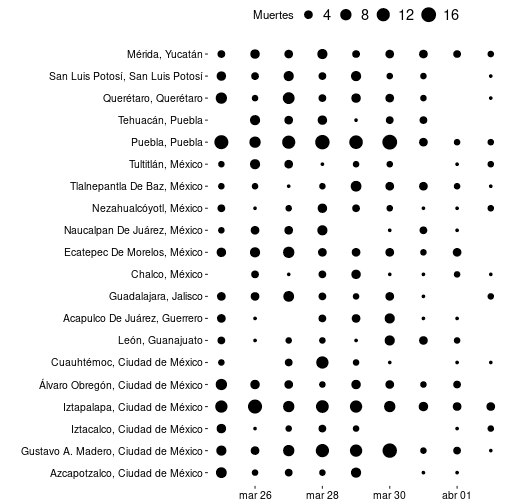 Muertes 4 8 12 16
Mérida, Yucatán
San Luis Potosí, San Luis Potosí
Querétaro, Querétaro
Tehuacán, Puebla
Puebla, Puebla
Tultitlán, México
Tlalnepantla De Baz, México
Nezahualcóyotl, México
Naucalpan De Juárez, México
Ecatepec De Morelos, México
Chalco, México
Guadalajara, Jalisco
Acapulco De Juárez, Guerrero
León, Guanajuato
Cuauhtémoc, Ciudad de México
Álvaro Obregón, Ciudad de México
Iztapalapa, Ciudad de México
Iztacalco, Ciudad de México
Gustavo A. Madero, Ciudad de México
Azcapotzalco, Ciudad de México
mar 26 mar 28 mar 30 abr 01